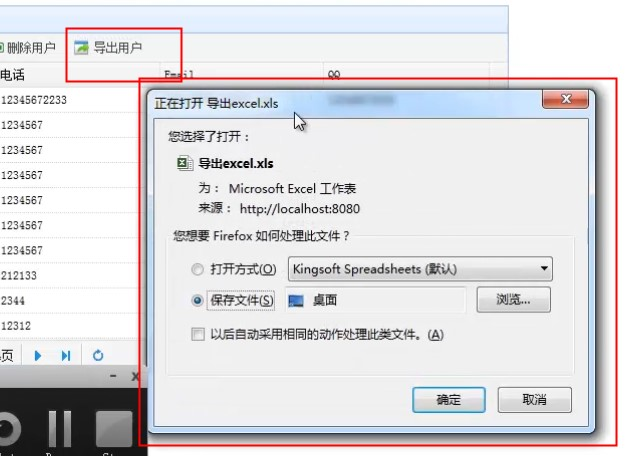 删除用户 导出用户
电话 Email QQ
12345672233
1234567
1234567
1234567
1234567
1234567
1234567
212133
2344
12312
页
正在打开 导出excel.xls
您选择了打开：
导出excel.xls
为： Microsoft Excel 工作表
来源： http://localhost:8080
您想要 Firefox 如何处理此文件？
打开方式(O) Kingsoft Spreadsheets (默认)
保存文件(S) 桌面 浏览...
以后自动采用相同的动作处理此类文件。(A)
确定 取消